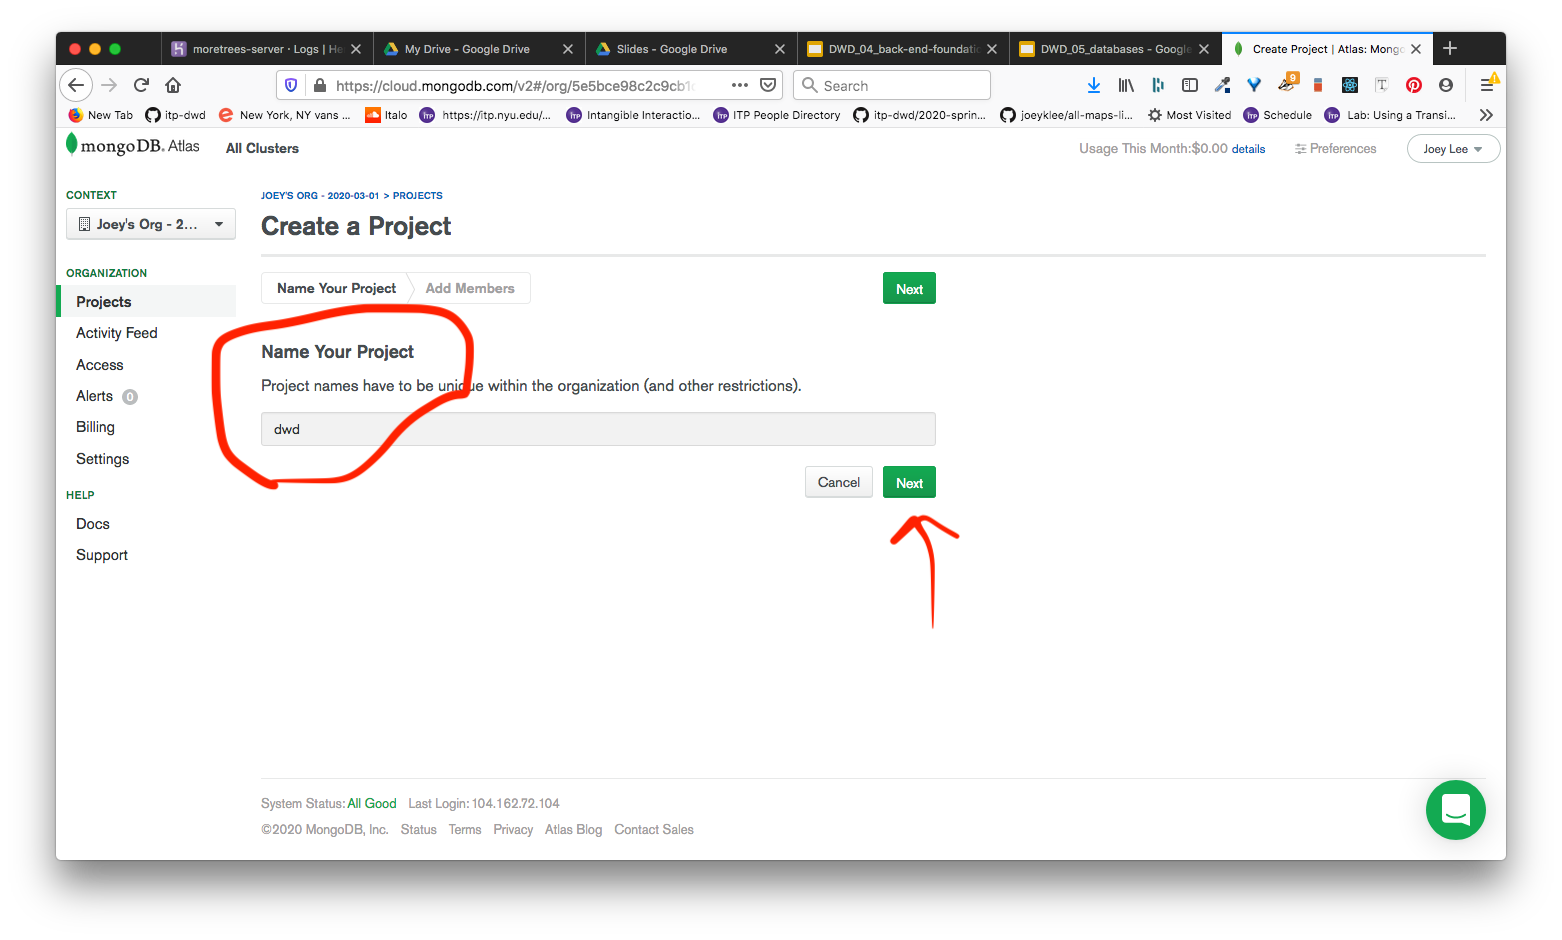 moretrees-server · Logs | He
My Drive - Google Drive
Slides - Google Drive
DWD_04_back-end-foundatio
DWD_05_databases - Google
Create Project | Atlas: Mongo
https://cloud.mongodb.com/v2#/org/5e5bce98c2c9cb1
Search
9
New Tab
itp-dwd
New York, NY vans ...
Italo
https://itp.nyu.edu/...
Intangible Interactio...
ITP People Directory
itp-dwd/2020-sprin...
joeyklee/all-maps-li...
Most Visited
Schedule
Lab: Using a Transi...
mongoDB. Atlas
All Clusters
Usage This Month:$0.00 details
Preferences
Joey Lee
CONTEXT
Joey's Org - 2...
ORGANIZATION
Projects
Activity Feed
Access
Alerts 0
Billing
Settings
HELP
Docs
Support
JOEY'S ORG - 2020-03-01 > PROJECTS
Create a Project
Name Your Project
Add Members
Next
Name Your Project
Project names have to be unique within the organization (and other restrictions).
dwd
Cancel
Next
System Status: All Good Last Login: 104.162.72.104
©2020 MongoDB, Inc. Status Terms Privacy Atlas Blog Contact Sales